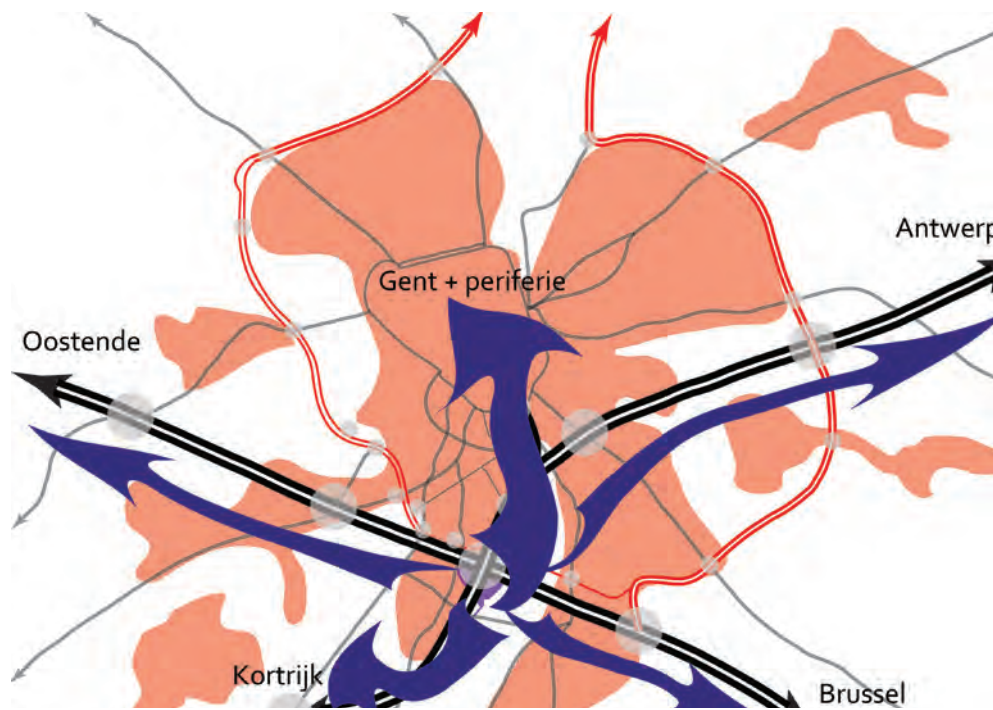 Antwerp
Gent + periferie
Oostende
Kortrijk
Brussel